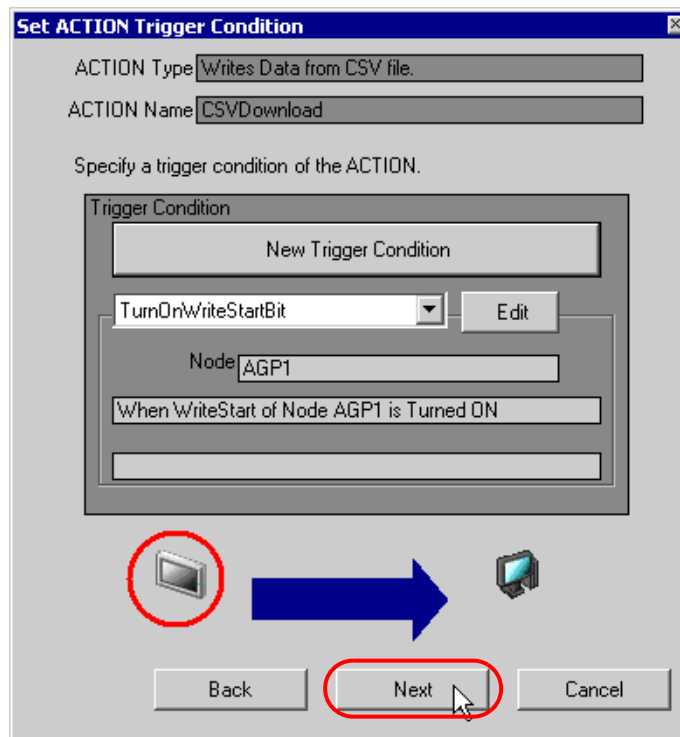 Set ACTION Trigger Condition
ACTION Type Writes Data from CSV file.
ACTION Name CSVDownload
Specify a trigger condition of the ACTION.
Trigger Condition
New Trigger Condition
TurnOnWriteStartBit Edit
Node AGP1
When WriteStart of Node AGP1 is Turned ON
Back Next Cancel